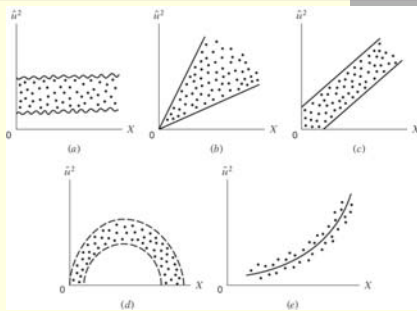 û² û² û²
0 X 0 X 0 X
(a) (b) (c)
û² û²
0 X 0 X
(d) (e)